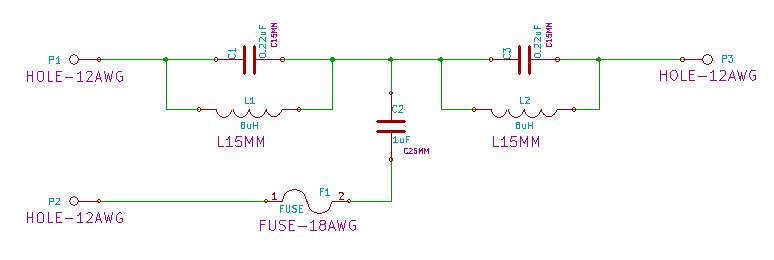 P1
HOLE-12AWG
C1
0.22uF
C15MM
L1
8uH
L15MM
C2
1uF
C25MM
C3
0.22uF
C15MM
L2
8uH
L15MM
P3
HOLE-12AWG
P2
HOLE-12AWG
1
F1
2
FUSE
FUSE-18AWG